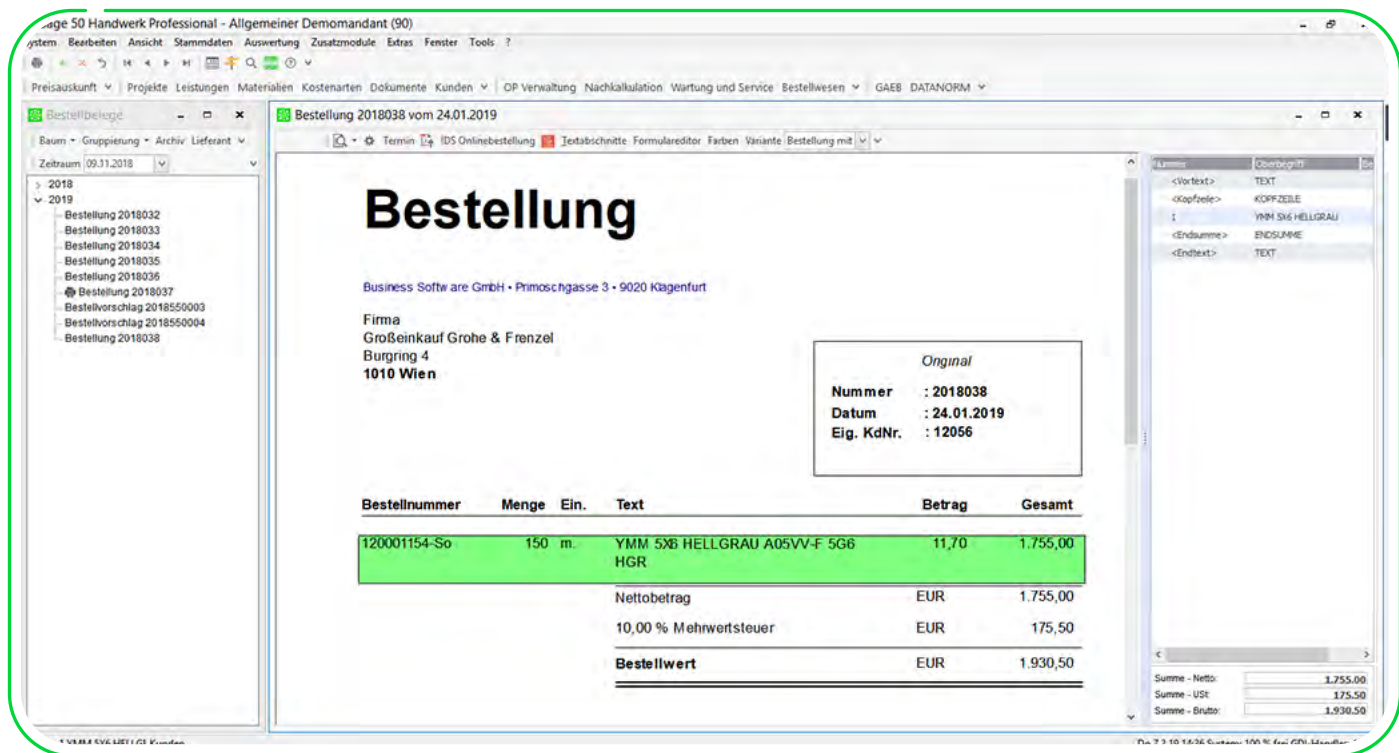 age 50 Handwerk Professional - Allgemeiner Demomandant (90)
ystem Bearbeiten Ansicht Stammdaten Auswertung Zusatzmodule Extras Fenster Tools ?
Preisauskunft Projekte Leistungen Materialien Kostenarten Dokumente Kunden OP Verwaltung Nachkalkulation Wartung und Service Bestellwesen GAEB DATANORM
Bestellbelege
Baum Gruppierung Archiv Lieferant
Zeitraum 09.11.2018
2018
2019
Bestellung 2018032
Bestellung 2018033
Bestellung 2018034
Bestellung 2018035
Bestellung 2018036
Bestellung 2018037
Bestellvorschlag 2018550003
Bestellvorschlag 2018550004
Bestellung 2018038
Bestellung 2018038 vom 24.01.2019
Termin IDS Onlinebestellung Textabschnitte Formulareditor Farben Variante Bestellung mit
Bestellung
Business Softw are GmbH • Primoschgasse 3 • 9020 Klagenfurt
Firma
Großeinkauf Grohe & Frenzel
Burgring 4
1010 Wien
Original
Nummer : 2018038
Datum : 24.01.2019
Eig. KdNr. : 12056
Bestellnummer Menge Ein. Text Betrag Gesamt
120001154-So 150 m. YMM 5X6 HELLGRAU A05VV-F 5G6 11,70 1.755,00
HGR
Nettobetrag EUR 1.755,00
10,00 % Mehrwertsteuer EUR 175,50
Bestellwert EUR 1.930,50
Nummer Oberbegriff Be
<Vortext> TEXT
<Kopfzeile> KOPFZEILE
1 YMM 5X6 HELLGRAU
<Endsumme> ENDSUMME
<Endtext> TEXT
Summe - Netto: 1.755.00
Summe - USt: 175.50
Summe - Brutto: 1.930.50